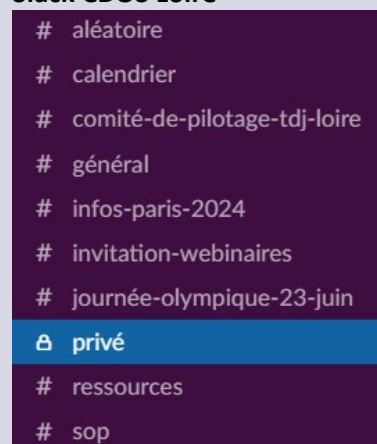 Slack CDOS Loire
# aléatoire
# calendrier
# comité-de-pilotage-tdj-loire
# général
# infos-paris-2024
# invitation-webinaires
# journée-olympique-23-juin
privé
# ressources
# sop